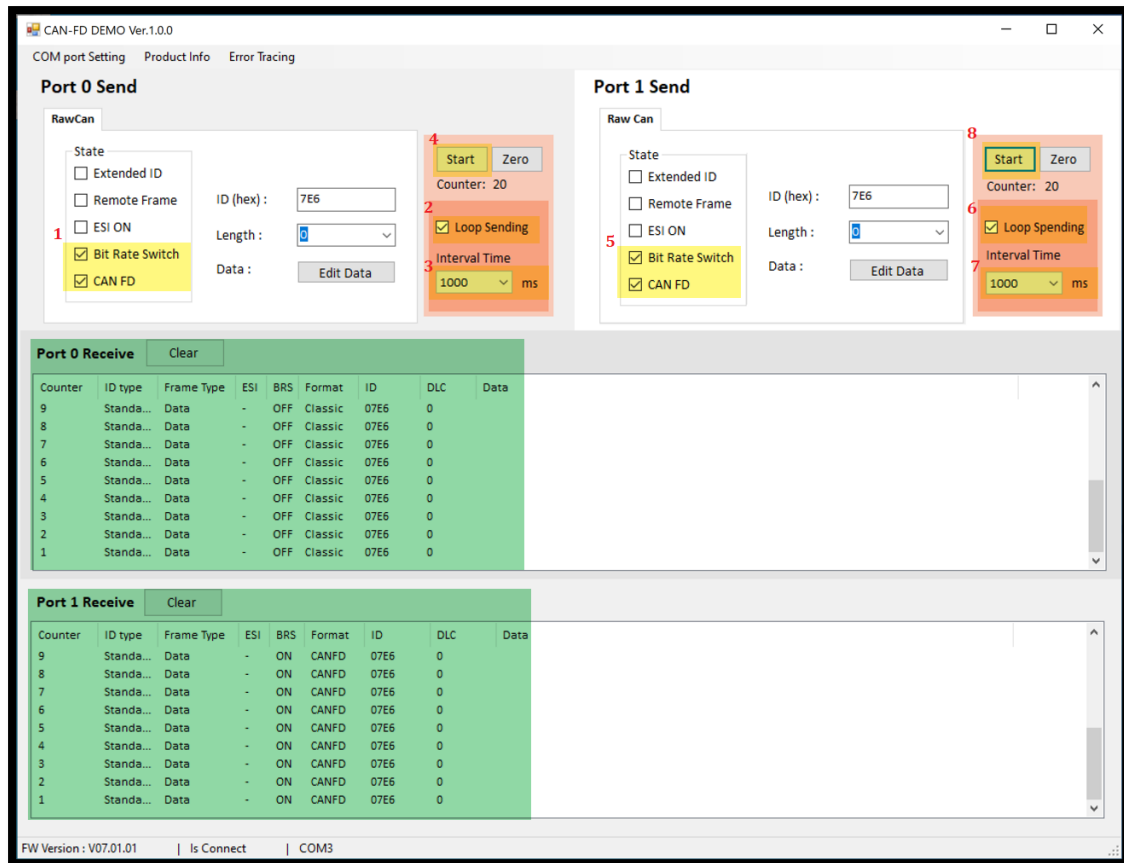 CAN-FD DEMO Ver.1.0.0
COM port Setting Product Info Error Tracing
Port 0 Send
RawCan
State
Extended ID
Remote Frame
1
ESI ON
Bit Rate Switch
CAN FD
ID (hex) :
7E6
Length :
0
Data :
Edit Data
4
Start Zero
Counter: 20
2
Loop Sending
Interval Time
3
1000 ms
Port 1 Send
Raw Can
State
Extended ID
Remote Frame
ESI ON
5
Bit Rate Switch
CAN FD
ID (hex) :
7E6
Length :
0
Data :
Edit Data
8
Start Zero
Counter: 20
6
Loop Spending
Interval Time
7
1000 ms
Port 0 Receive Clear
Counter ID type Frame Type ESI BRS Format ID DLC Data
9 Standa... Data - OFF Classic 07E6 0
8 Standa... Data - OFF Classic 07E6 0
7 Standa... Data - OFF Classic 07E6 0
6 Standa... Data - OFF Classic 07E6 0
5 Standa... Data - OFF Classic 07E6 0
4 Standa... Data - OFF Classic 07E6 0
3 Standa... Data - OFF Classic 07E6 0
2 Standa... Data - OFF Classic 07E6 0
1 Standa... Data - OFF Classic 07E6 0
Port 1 Receive Clear
Counter ID type Frame Type ESI BRS Format ID DLC Data
9 Standa... Data - ON CANFD 07E6 0
8 Standa... Data - ON CANFD 07E6 0
7 Standa... Data - ON CANFD 07E6 0
6 Standa... Data - ON CANFD 07E6 0
5 Standa... Data - ON CANFD 07E6 0
4 Standa... Data - ON CANFD 07E6 0
3 Standa... Data - ON CANFD 07E6 0
2 Standa... Data - ON CANFD 07E6 0
1 Standa... Data - ON CANFD 07E6 0
FW Version : V07.01.01 | Is Connect | COM3